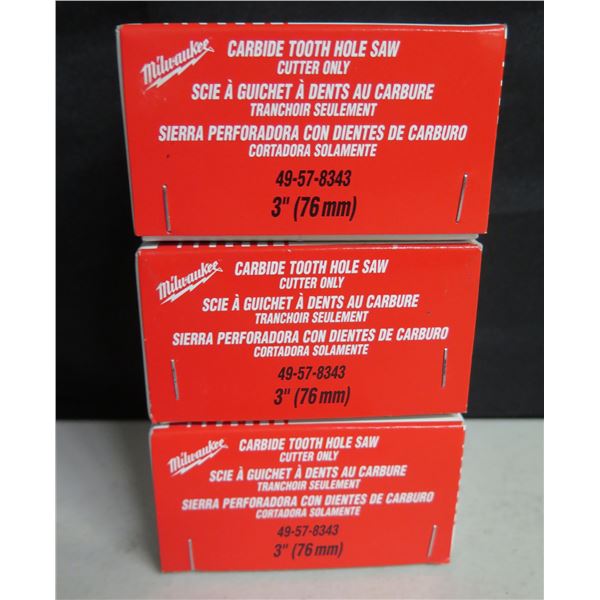 Milwaukee
CARBIDE TOOTH HOLE SAW
CUTTER ONLY
SCIE À GUICHET À DENTS AU CARBURE
TRANCHOIR SEULEMENT
SIERRA PERFORADORA CON DIENTES DE CARBURO
CORTADORA SOLAMENTE
49-57-8343
3" (76 mm)
Milwaukee
CARBIDE TOOTH HOLE SAW
CUTTER ONLY
SCIE À GUICHET À DENTS AU CARBURE
TRANCHOIR SEULEMENT
SIERRA PERFORADORA CON DIENTES DE CARBURO
CORTADORA SOLAMENTE
49-57-8343
3" (76 mm)
Milwaukee
CARBIDE TOOTH HOLE SAW
CUTTER ONLY
SCIE À GUICHET À DENTS AU CARBURE
TRANCHOIR SEULEMENT
SIERRA PERFORADORA CON DIENTES DE CARBURO
CORTADORA SOLAMENTE
49-57-8343
3" (76 mm)